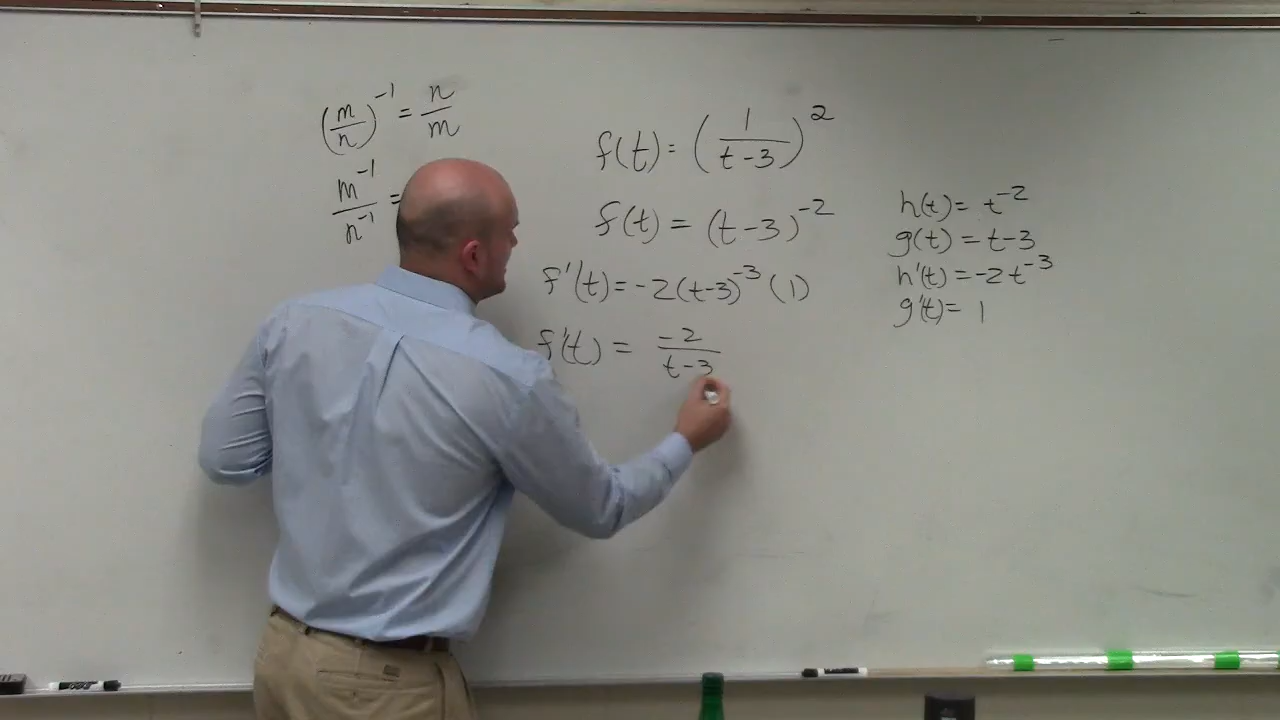 (m/n)^-1 = n/m
m^-1/n^-1 =
f(t) = (1/(t-3))^2
f(t) = (t-3)^-2
f'(t) = -2(t-3)^-3 (1)
f'(t) = -2/(t-3)
h(t) = t^-2
g(t) = t-3
h'(t) = -2t^-3
g'(t) = 1